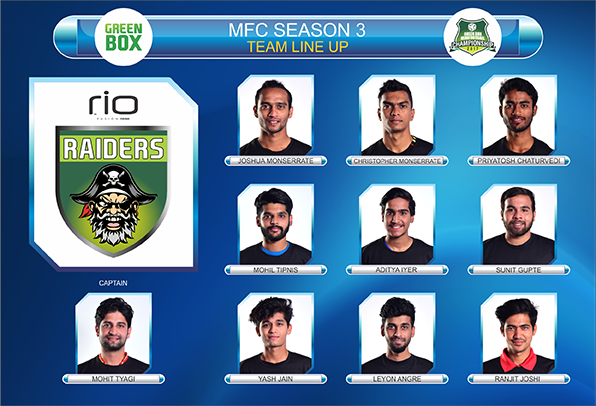 GREEN
BOX
MFC SEASON 3
TEAM LINE UP
CHAMPIONSHIP
rio
RAIDERS
JOSHUA MONSERRATE
CHRISTOPHER MONSERRATE
PRIYATOSH CHATURVEDI
MOHIL TIPNIS
ADITYA IYER
SUNIT GUPTE
CAPTAIN
MOHIT TYAGI
YASH JAIN
LEYON ANGRE
RANJIT JOSHI